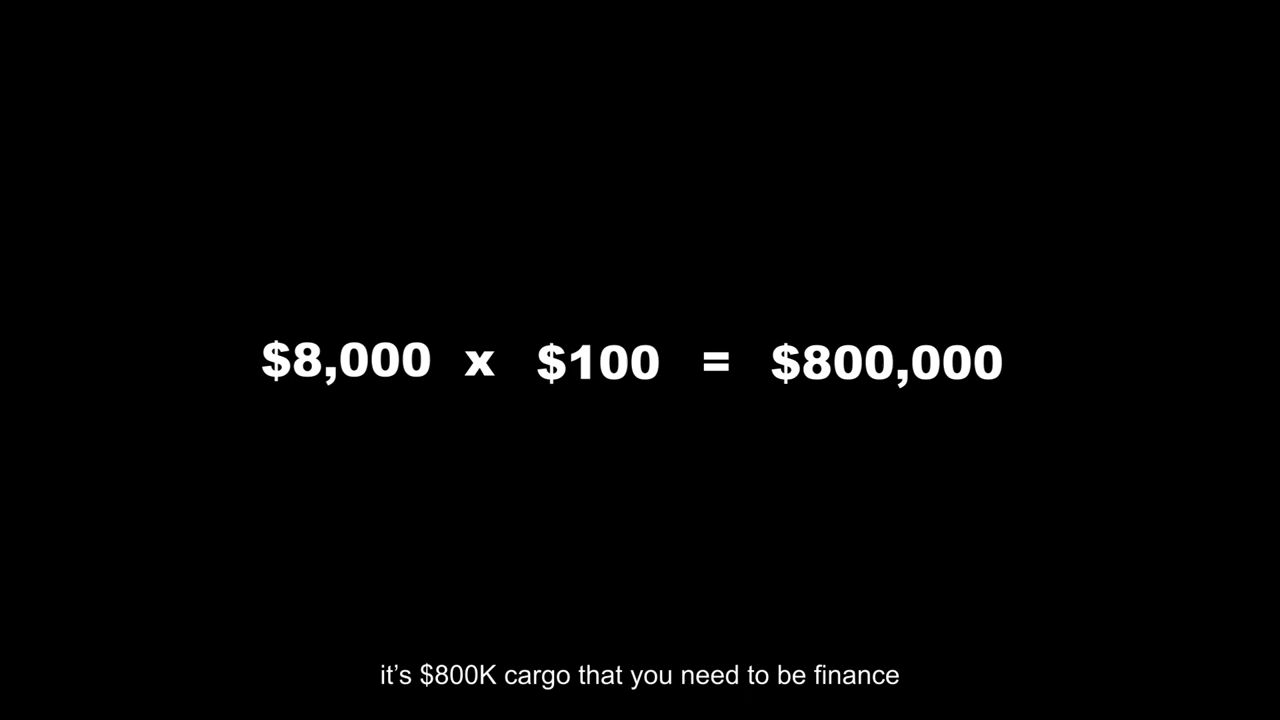 $8,000 x $100 = $800,000
it’s $800K cargo that you need to be finance